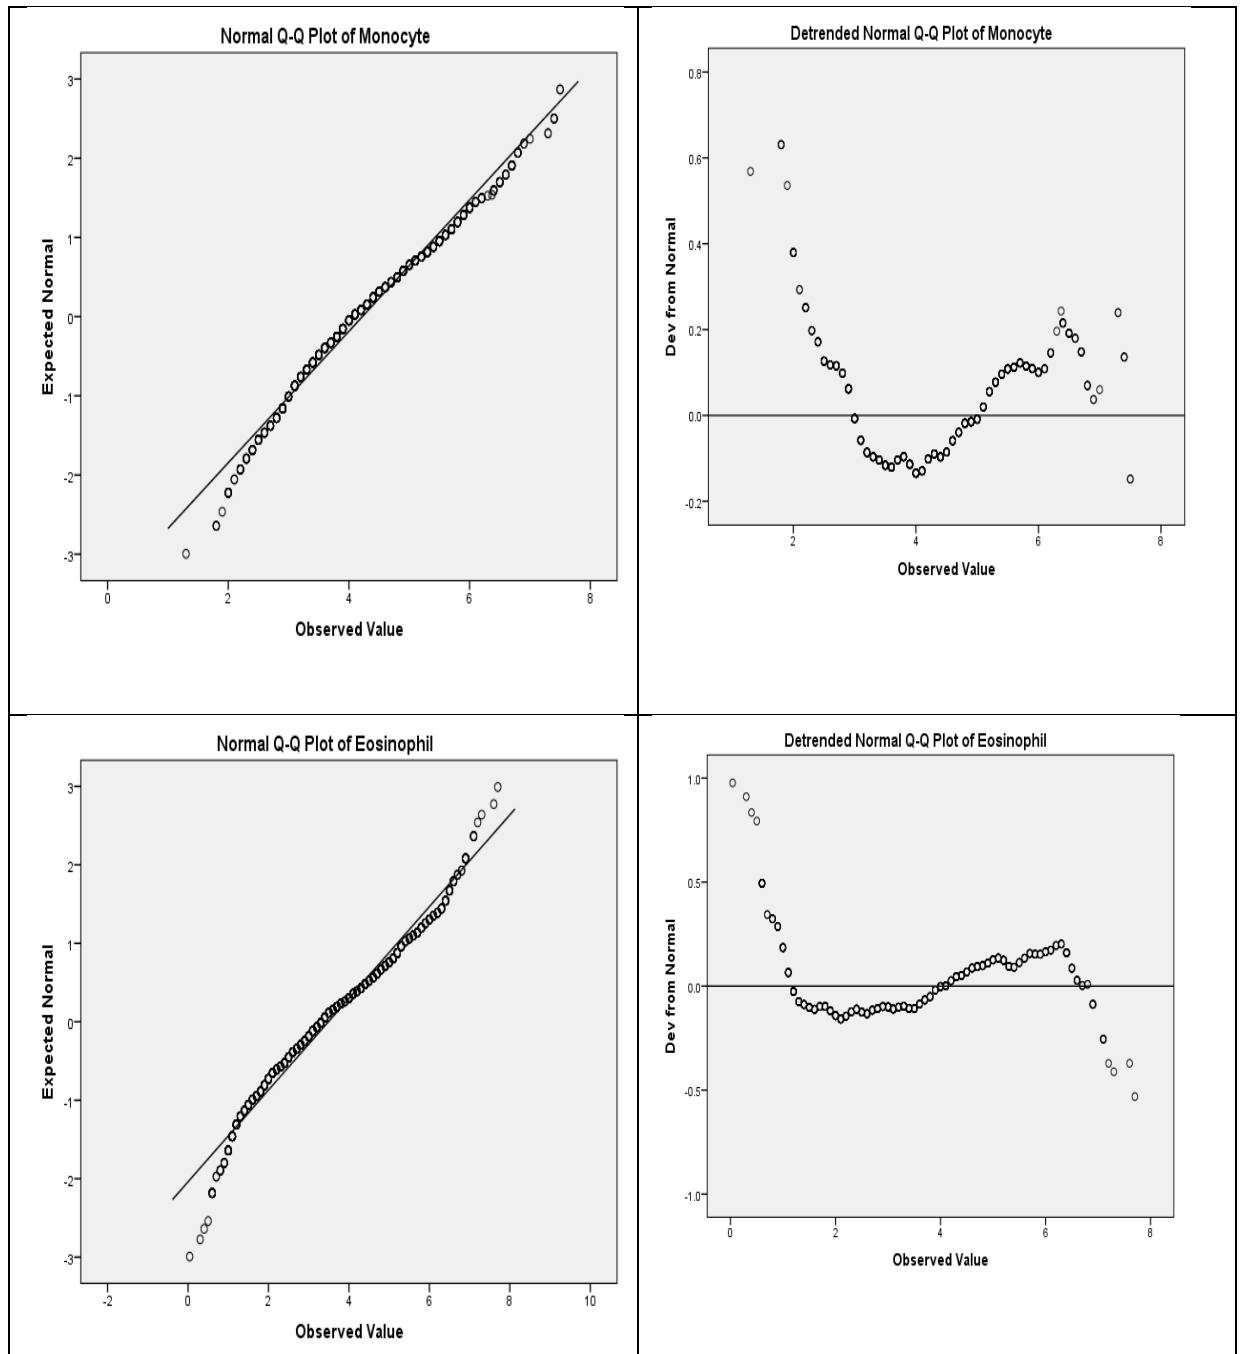 Normal Q-Q Plot of Monocyte
Expected Normal
3
2
1
0
-1
-2
-3
0 2 4 6 8
Observed Value
Detrended Normal Q-Q Plot of Monocyte
Dev from Normal
0.8
0.6
0.4
0.2
0.0
-0.2
2 4 6 8
Observed Value
Normal Q-Q Plot of Eosinophil
Expected Normal
3
2
1
0
-1
-2
-3
-2 0 2 4 6 8 10
Observed Value
Detrended Normal Q-Q Plot of Eosinophil
Dev from Normal
1.0
0.5
0.0
-0.5
-1.0
0 2 4 6 8
Observed Value